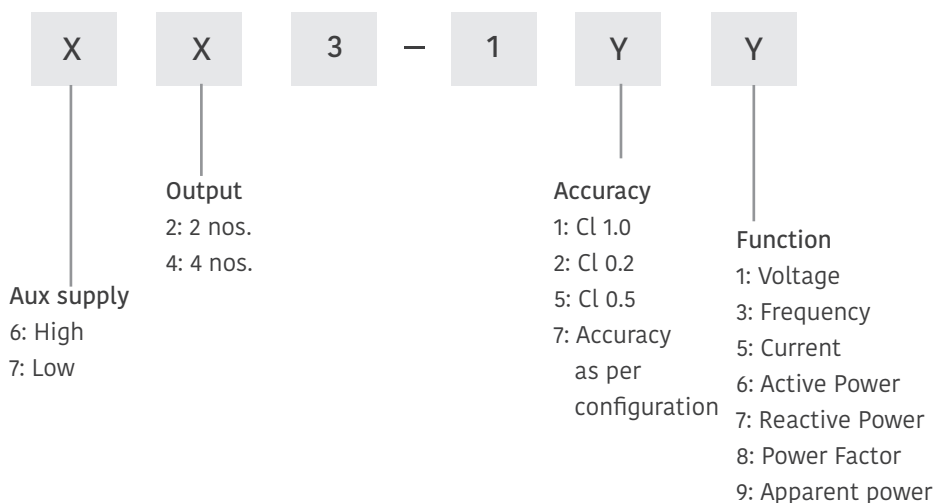 X X 3 – 1 Y Y
Output
2: 2 nos.
4: 4 nos.
Aux supply
6: High
7: Low
Accuracy
1: Cl 1.0
2: Cl 0.2
5: Cl 0.5
7: Accuracy
as per
configuration
Function
1: Voltage
3: Frequency
5: Current
6: Active Power
7: Reactive Power
8: Power Factor
9: Apparent power